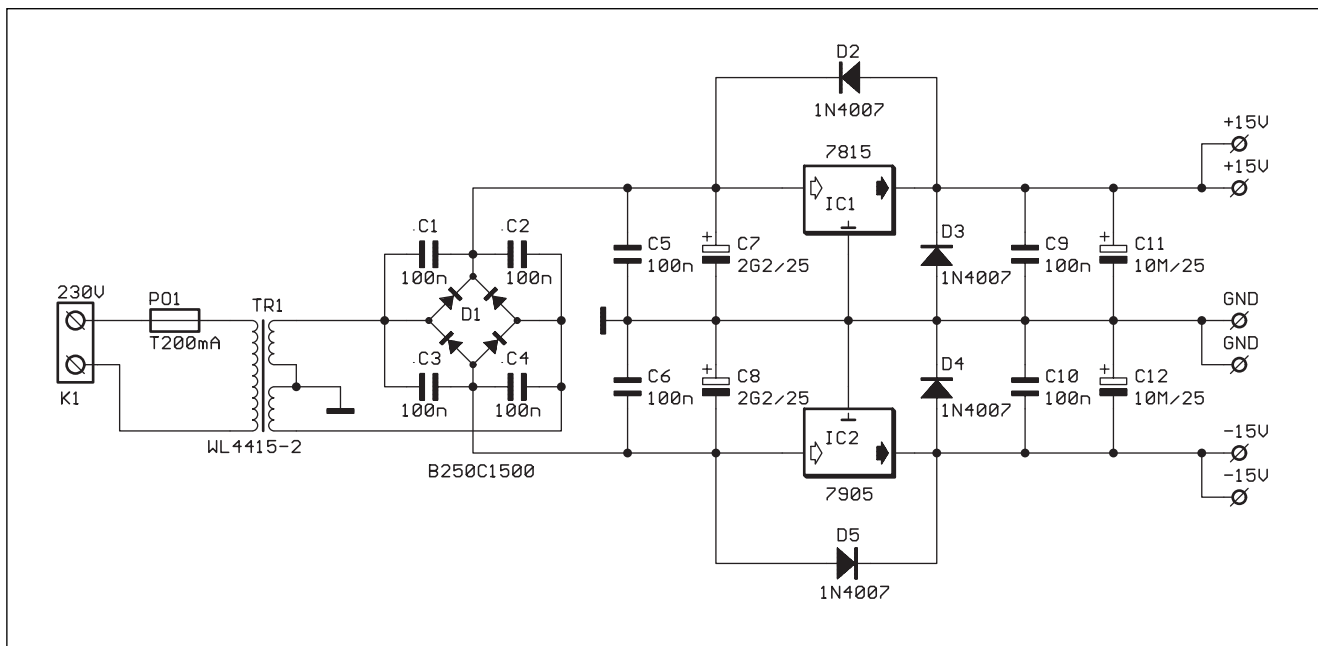 D2
1N4007
7815
IC1
+15V
+15V
C1
C2
100n
100n
D1
C3
C4
100n
100n
230V
K1
PO1
T200mA
TR1
WL4415-2
B250C1500
C5
100n
+
C7
2G2/25
D3
1N4007
C9
100n
+
C11
10M/25
GND
GND
C6
100n
+
C8
2G2/25
D4
1N4007
C10
100n
+
C12
10M/25
IC2
7905
-15V
-15V
D5
1N4007